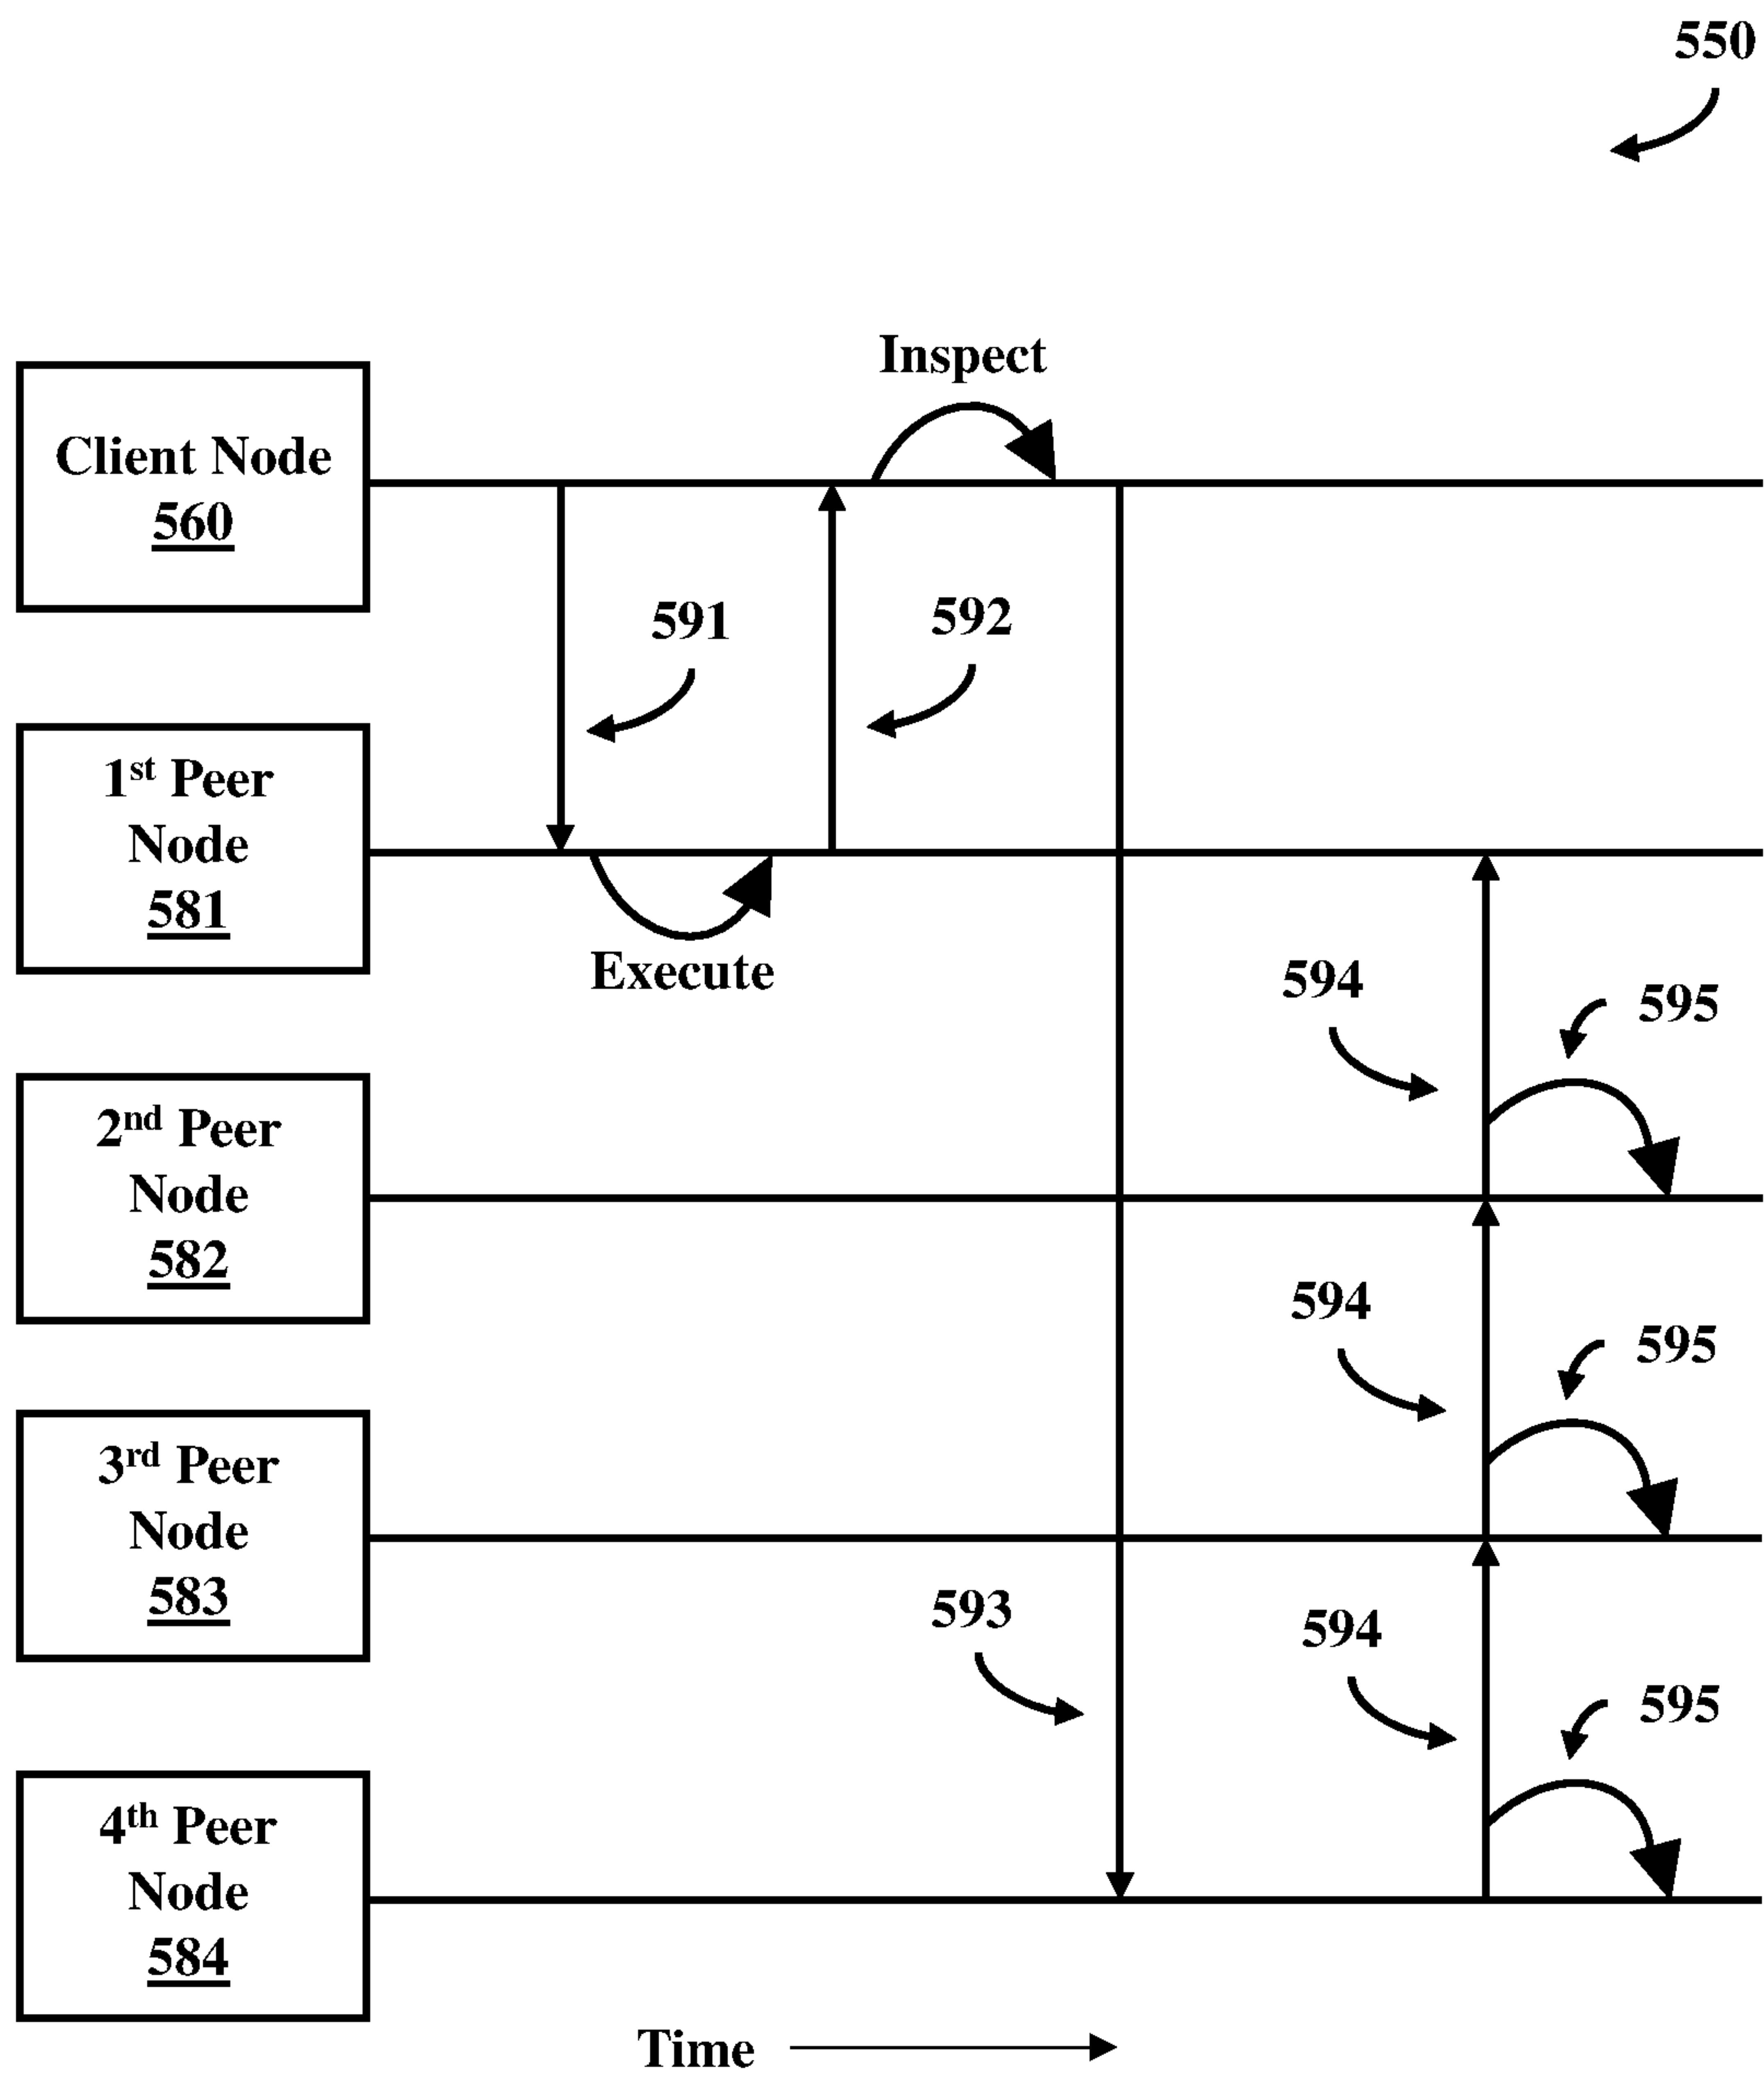 550
Inspect
Client Node
560
591
592
1st Peer
Node
581
Execute
594
595
2nd Peer
Node
582
594
595
3rd Peer
Node
583
593
594
595
4th Peer
Node
584
Time